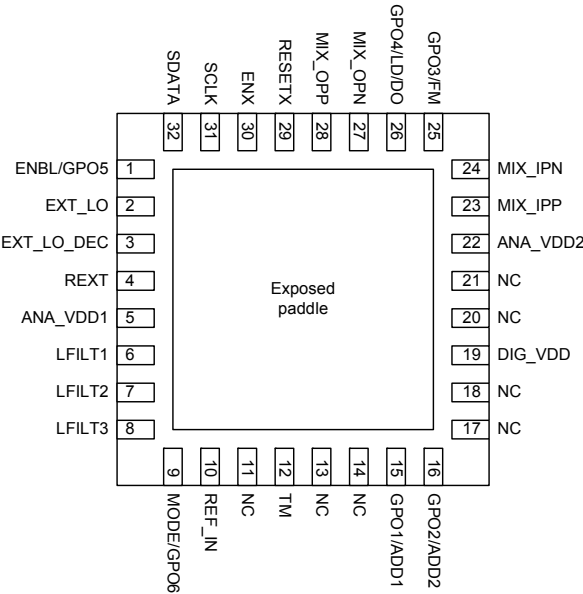 SDATA
SCLK
ENX
RESETX
MIX_OPP
MIX_OPN
GPO4/LD/DO
GPO3/FM
32
31
30
29
28
27
26
25
ENBL/GPO5 1
24 MIX_IPN
EXT_LO 2
23 MIX_IPP
EXT_LO_DEC 3
22 ANA_VDD2
REXT 4
21 NC
ANA_VDD1 5
20 NC
LFILT1 6
19 DIG_VDD
LFILT2 7
18 NC
LFILT3 8
17 NC
Exposed
paddle
9
10
11
12
13
14
15
16
MODE/GPO6
REF_IN
NC
TM
NC
NC
GPO1/ADD1
GPO2/ADD2